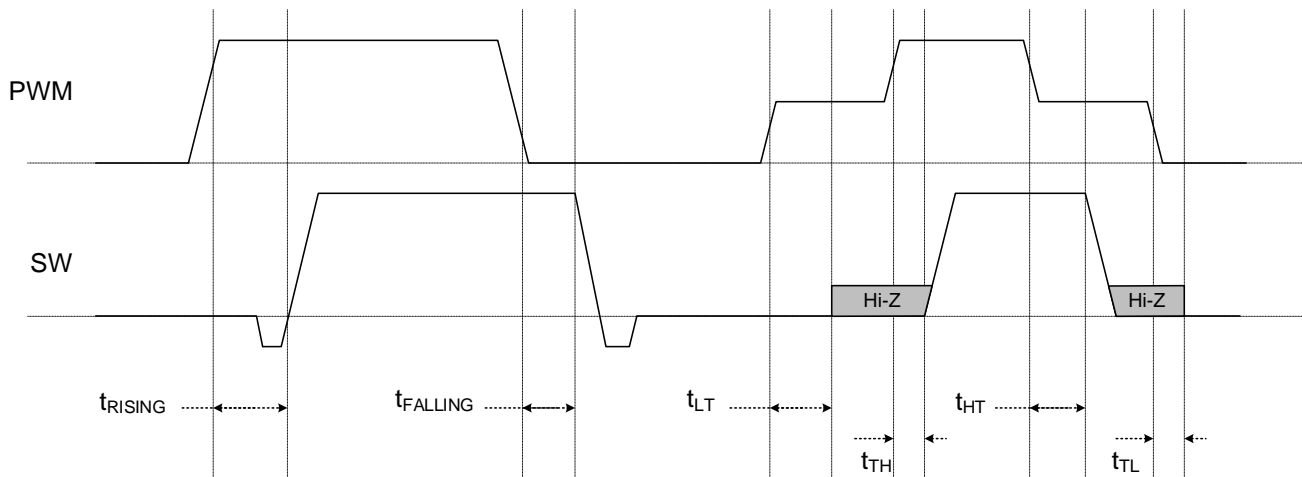 PWM
SW
Hi-Z
Hi-Z
tRISING
tFALLING
tLT
tHT
tTH
tTL